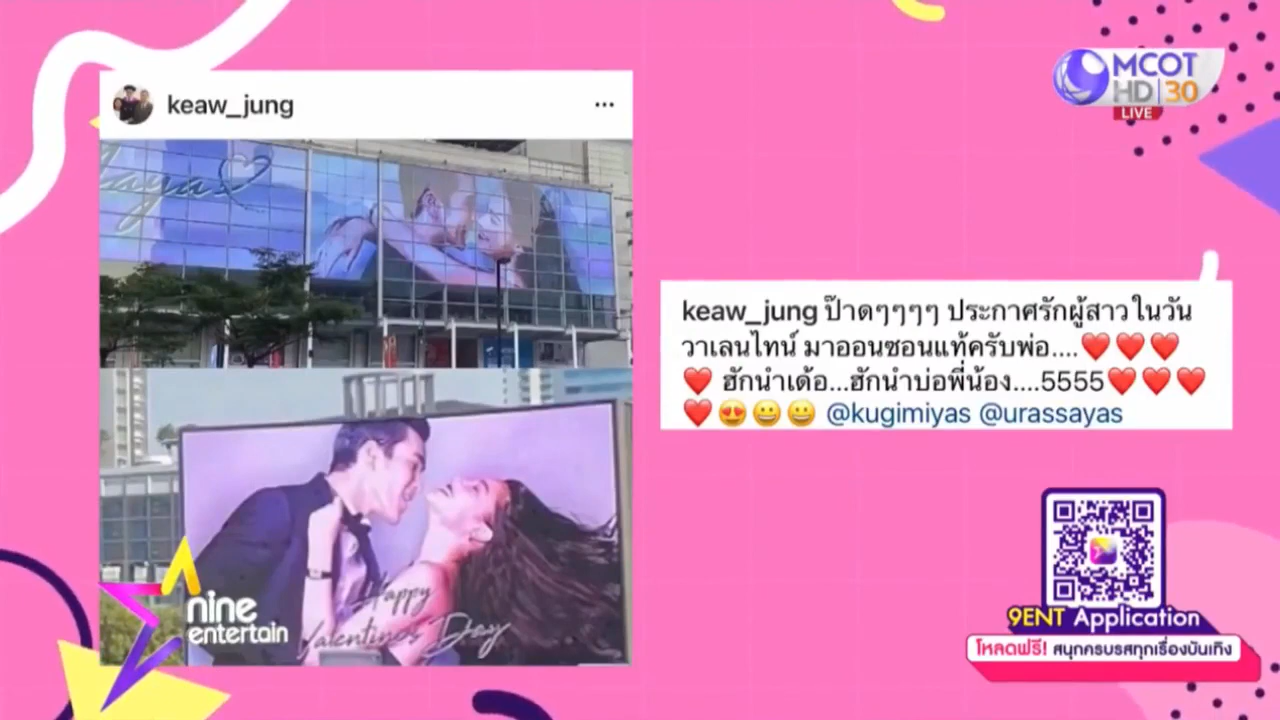 keaw_jung
laya
Happy
Valentine's Day
nine
entertain
MCOT
HD 30
LIVE
keaw_jung ป๊าดๆๆๆๆ ประกาศรักผู้สาวในวัน
วาเลนไทน์ มาออนซอนแท้ครับพ่อ....❤️❤️❤️
❤️ ฮักนำเด้อ...ฮักนำบ่อพี่น้อง....5555❤️❤️❤️
❤️😍😀😀 @kugimiyas @urassayas
9ENT Application
โหลดฟรี! สนุกครบรสทุกเรื่องบันเทิง